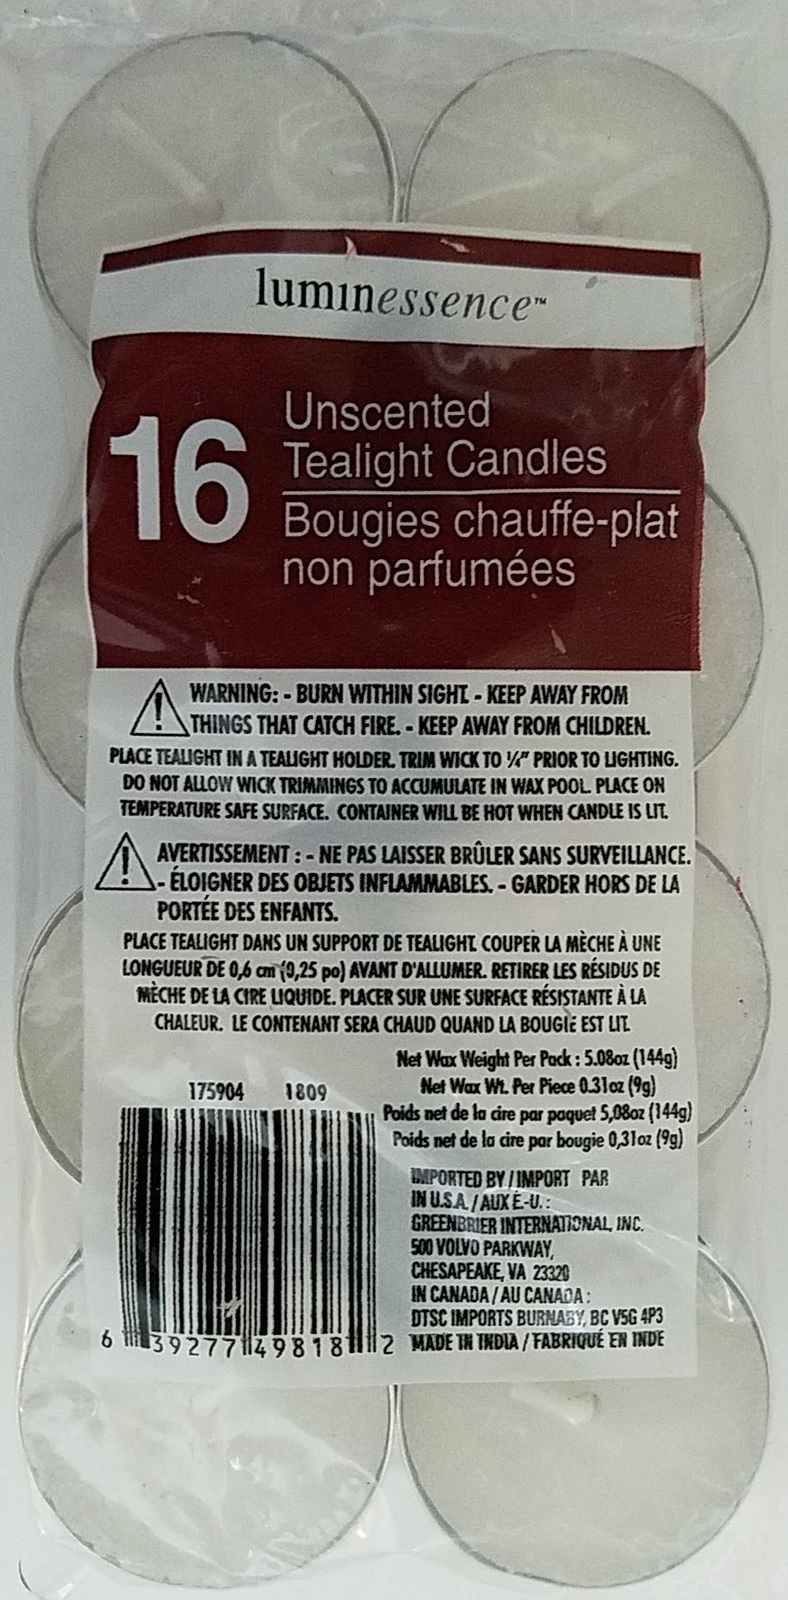 luminessence™
16
Unscented
Tealight Candles
Bougies chauffe-plat
non parfumées
WARNING: - BURN WITHIN SIGHT. - KEEP AWAY FROM
THINGS THAT CATCH FIRE. - KEEP AWAY FROM CHILDREN.
PLACE TEALIGHT IN A TEALIGHT HOLDER. TRIM WICK TO ¼" PRIOR TO LIGHTING.
DO NOT ALLOW WICK TRIMMINGS TO ACCUMULATE IN WAX POOL. PLACE ON
TEMPERATURE SAFE SURFACE. CONTAINER WILL BE HOT WHEN CANDLE IS LIT.
AVERTISSEMENT : - NE PAS LAISSER BRÛLER SANS SURVEILLANCE.
- ÉLOIGNER DES OBJETS INFLAMMABLES. - GARDER HORS DE LA
PORTÉE DES ENFANTS.
PLACE TEALIGHT DANS UN SUPPORT DE TEALIGHT. COUPER LA MÈCHE À UNE
LONGUEUR DE 0,6 cm (0,25 po) AVANT D'ALLUMER. RETIRER LES RÉSIDUS DE
MÈCHE DE LA CIRE LIQUIDE. PLACER SUR UNE SURFACE RÉSISTANTE À LA
CHALEUR. LE CONTENANT SERA CHAUD QUAND LA BOUGIE EST LIT.
Net Wax Weight Per Pack : 5.08oz (144g)
Net Wax Wt. Per Piece 0.31oz (9g)
Poids net de la cire par paquet 5,08oz (144g)
Poids net de la cire par bougie 0,31oz (9g)
175904 1809
6 39277 49818 2
IMPORTED BY / IMPORT PAR
IN U.S.A. / AUX É.-U. :
GREENBRIER INTERNATIONAL, INC.
500 VOLVO PARKWAY,
CHESAPEAKE, VA 23320
IN CANADA / AU CANADA :
DTSC IMPORTS BURNABY, BC V5G 4P3
MADE IN INDIA / FABRIQUÉ EN INDE